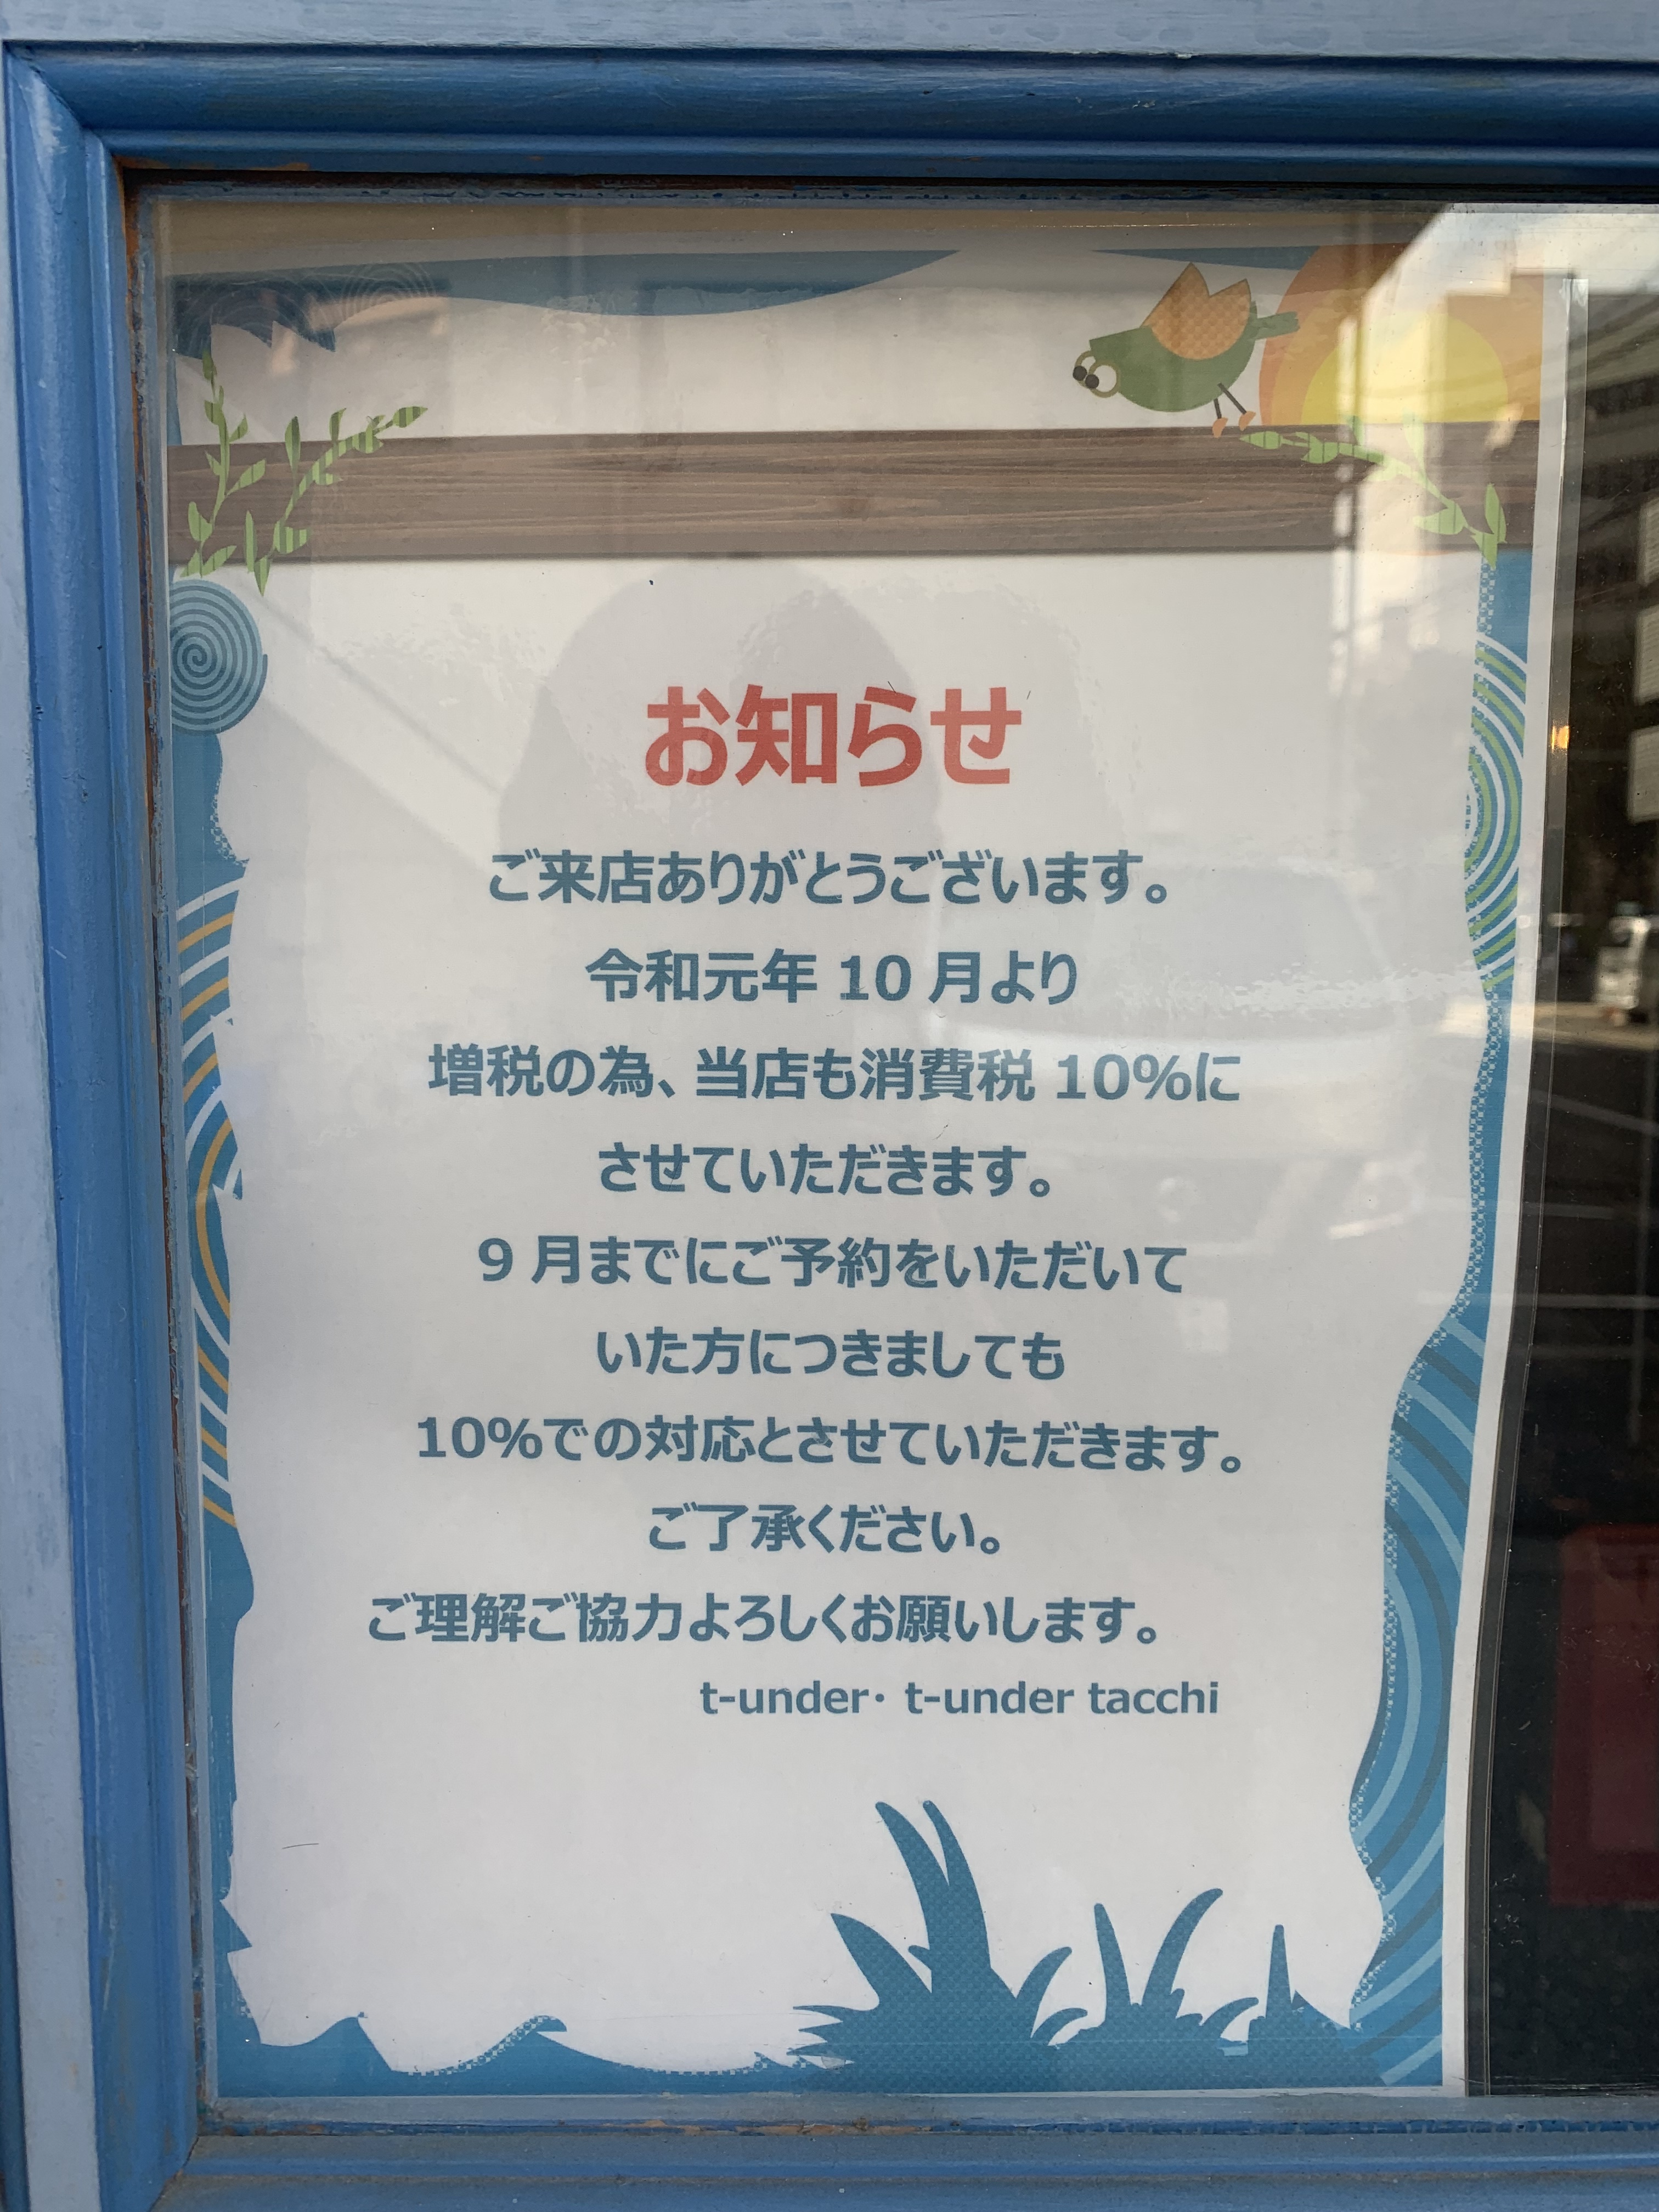 お知らせ
ご来店ありがとうございます。
令和元年 10 月より
増税の為、当店も消費税 10%に
させていただきます。
9 月までにご予約をいただいて
いた方につきましても
10%での対応とさせていただきます。
ご了承ください。
ご理解ご協力よろしくお願いします。
t-under・ t-under tacchi